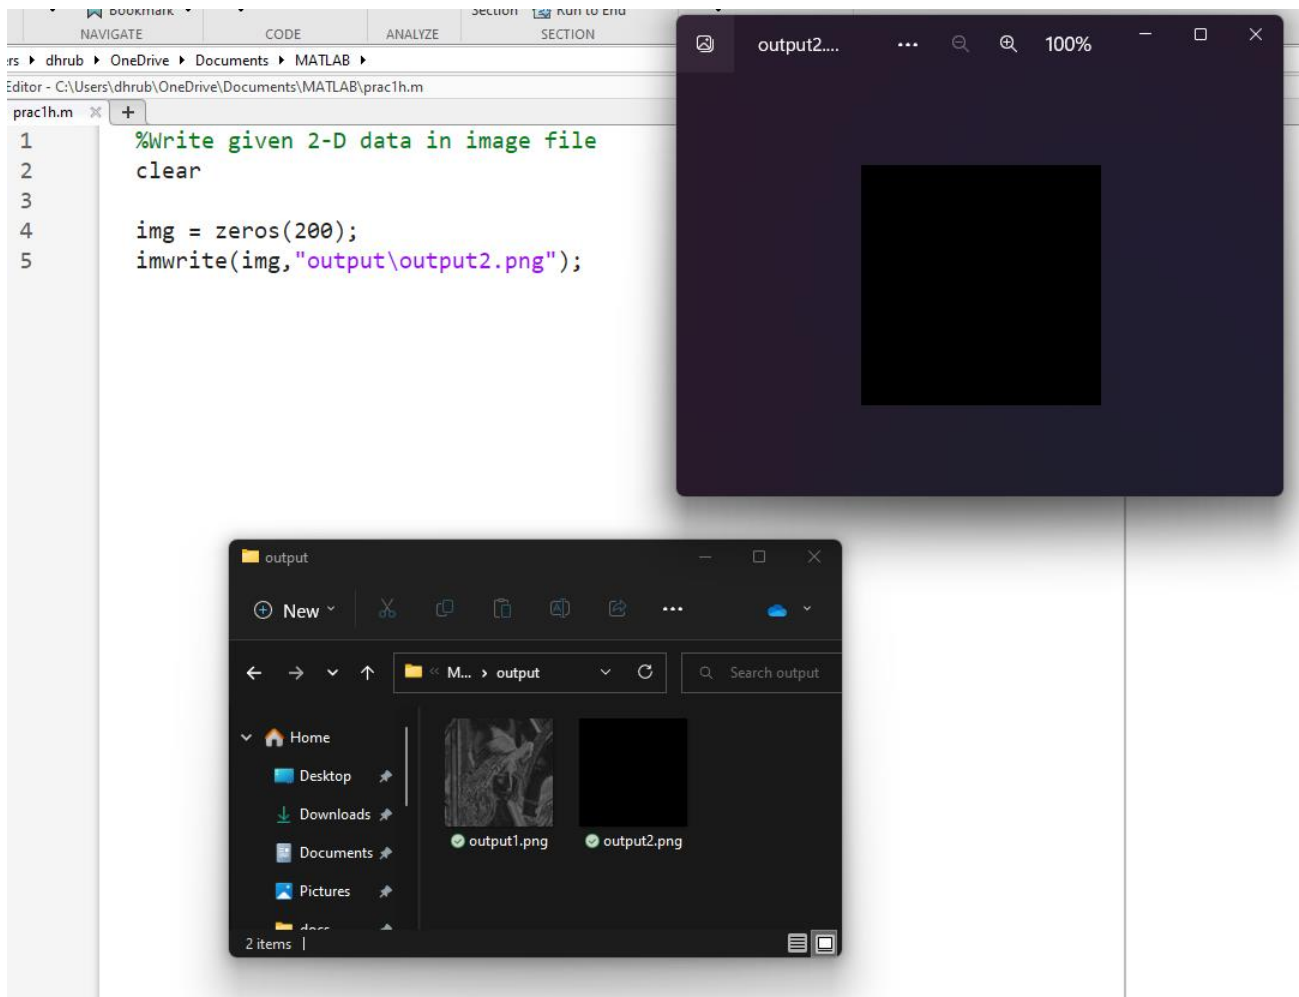 Bookmark
Section Run to End
NAVIGATE CODE ANALYZE SECTION
dhrub OneDrive Documents MATLAB
Editor - C:\Users\dhrub\OneDrive\Documents\MATLAB\prac1h.m
prac1h.m +
1 %Write given 2-D data in image file
2 clear
3
4 img = zeros(200);
5 imwrite(img,"output\output2.png");
output2.... ... 100%
output
New ...
« M... › output Search output
Home
Desktop
Downloads
Documents
Pictures
output1.png output2.png
2 items